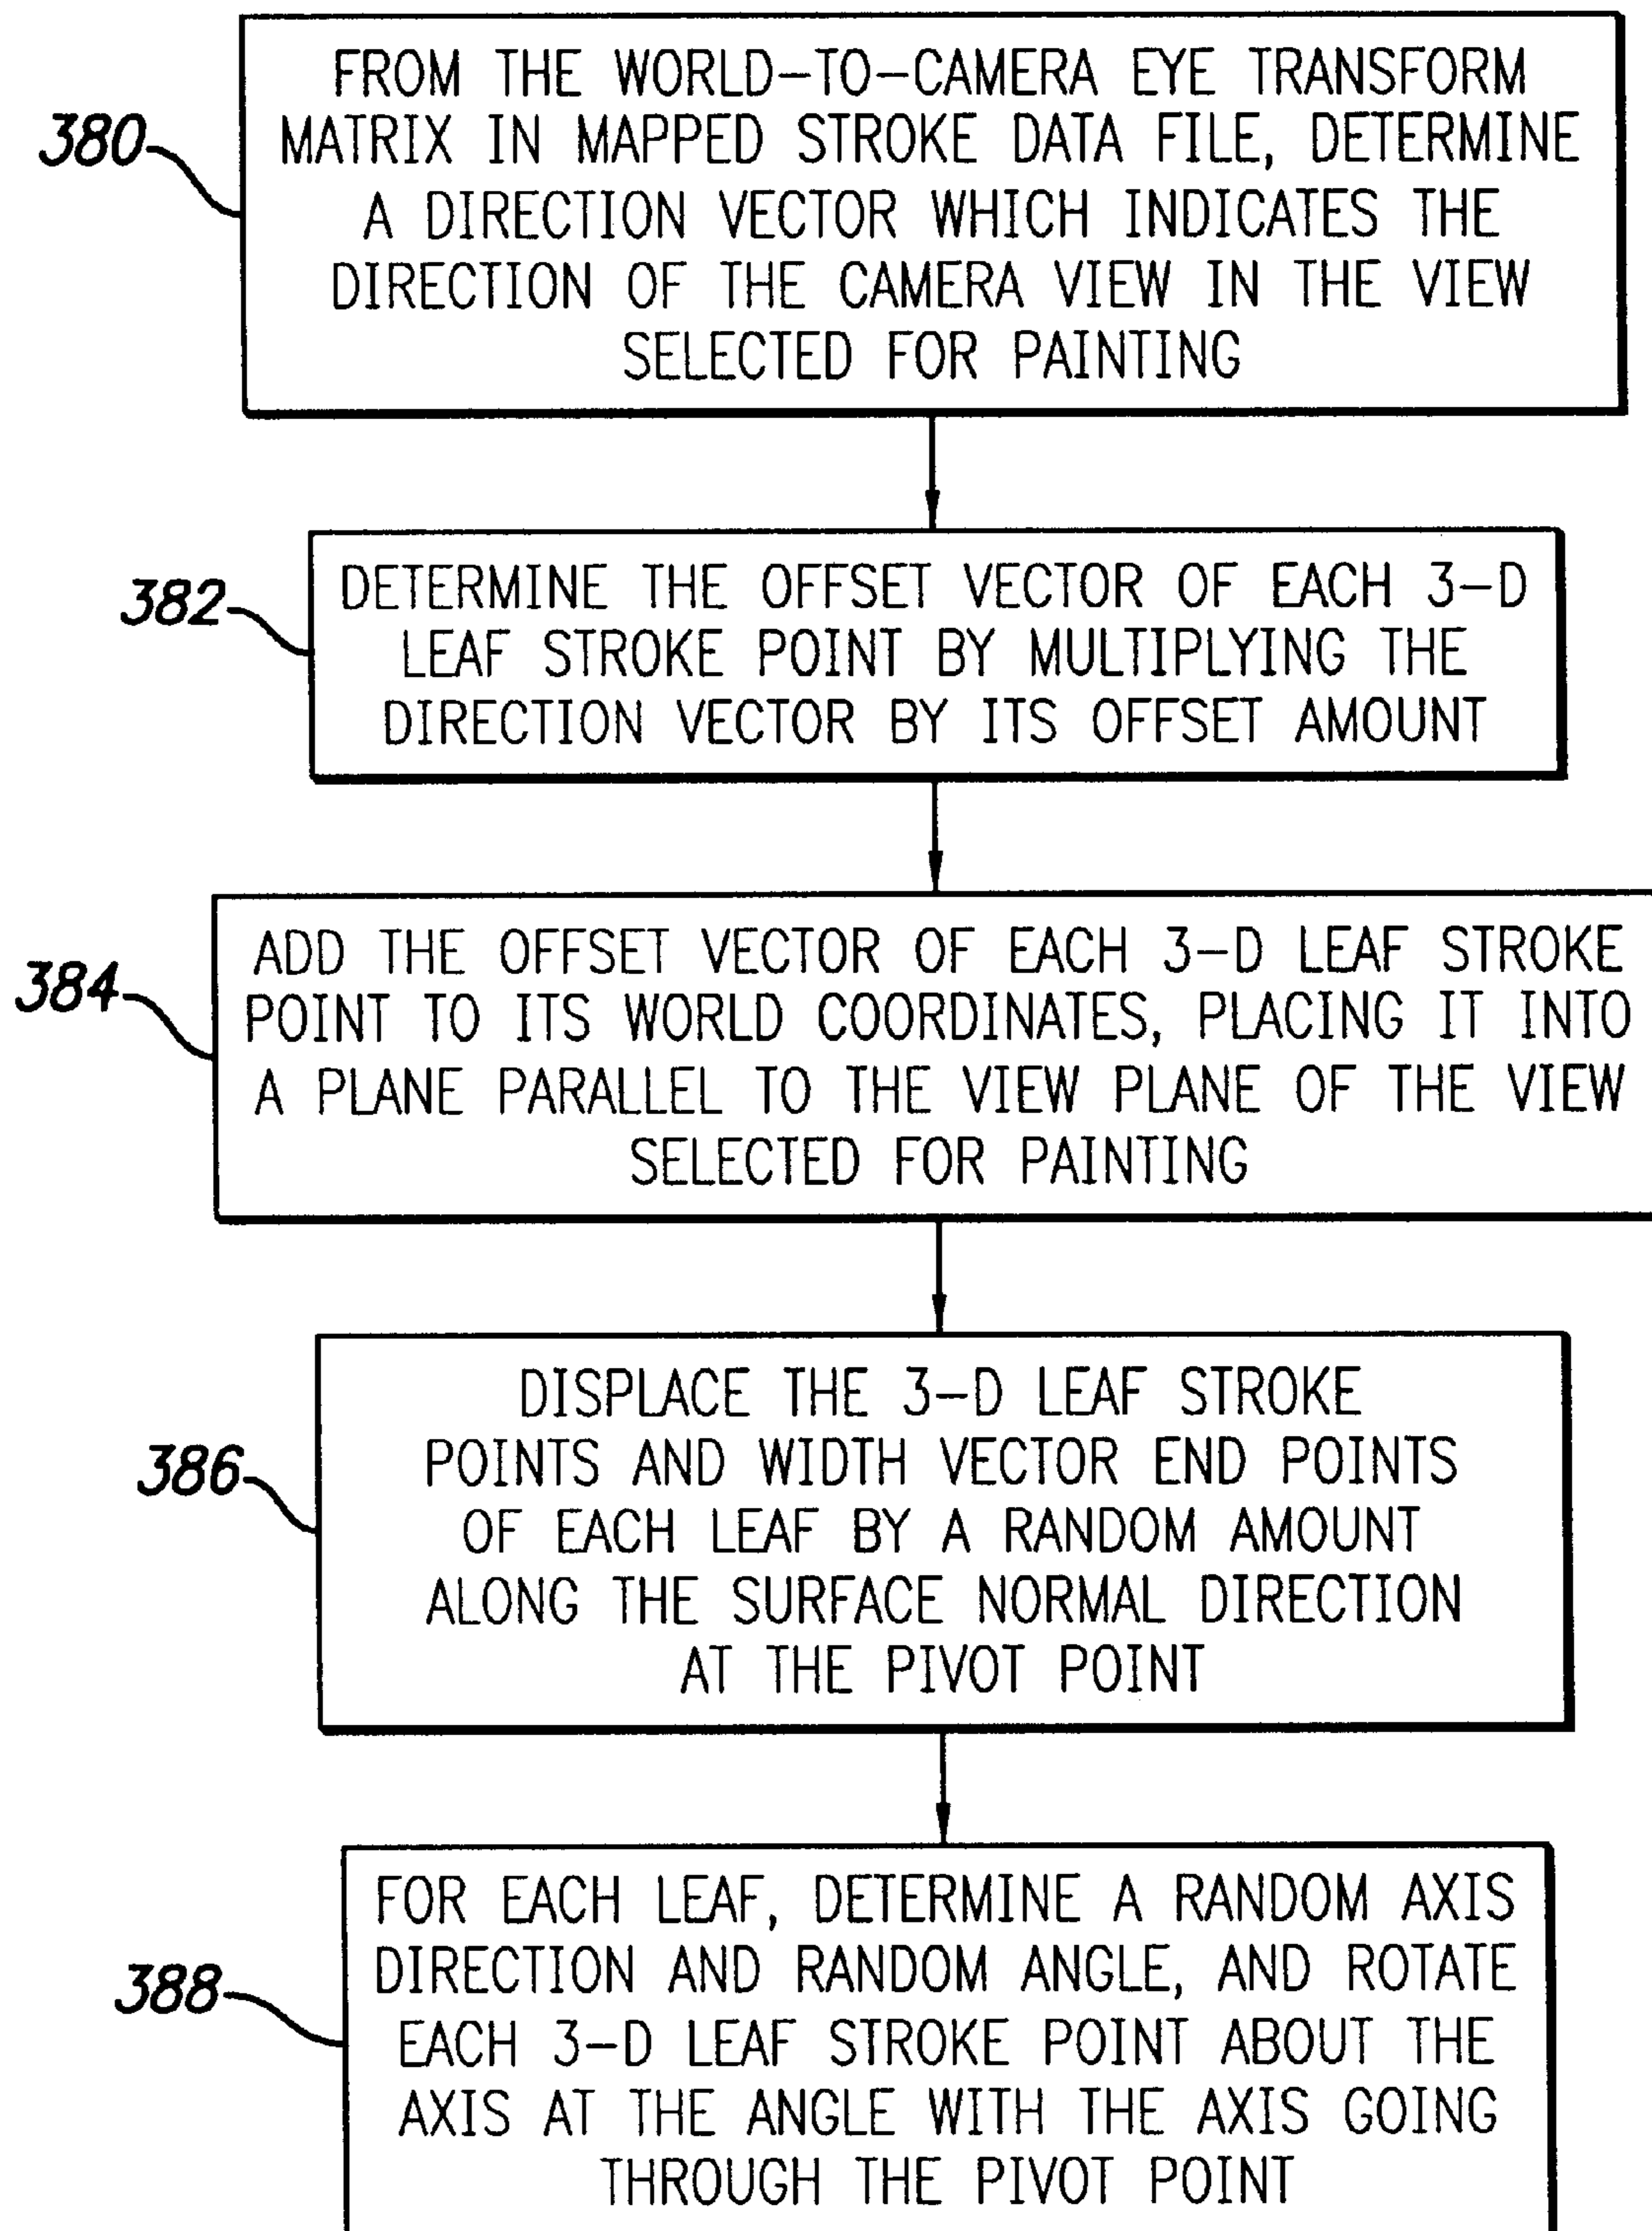 380
FROM THE WORLD-TO-CAMERA EYE TRANSFORM
MATRIX IN MAPPED STROKE DATA FILE, DETERMINE
A DIRECTION VECTOR WHICH INDICATES THE
DIRECTION OF THE CAMERA VIEW IN THE VIEW
SELECTED FOR PAINTING
382
DETERMINE THE OFFSET VECTOR OF EACH 3-D
LEAF STROKE POINT BY MULTIPLYING THE
DIRECTION VECTOR BY ITS OFFSET AMOUNT
384
ADD THE OFFSET VECTOR OF EACH 3-D LEAF STROKE
POINT TO ITS WORLD COORDINATES, PLACING IT INTO
A PLANE PARALLEL TO THE VIEW PLANE OF THE VIEW
SELECTED FOR PAINTING
386
DISPLACE THE 3-D LEAF STROKE
POINTS AND WIDTH VECTOR END POINTS
OF EACH LEAF BY A RANDOM AMOUNT
ALONG THE SURFACE NORMAL DIRECTION
AT THE PIVOT POINT
388
FOR EACH LEAF, DETERMINE A RANDOM AXIS
DIRECTION AND RANDOM ANGLE, AND ROTATE
EACH 3-D LEAF STROKE POINT ABOUT THE
AXIS AT THE ANGLE WITH THE AXIS GOING
THROUGH THE PIVOT POINT